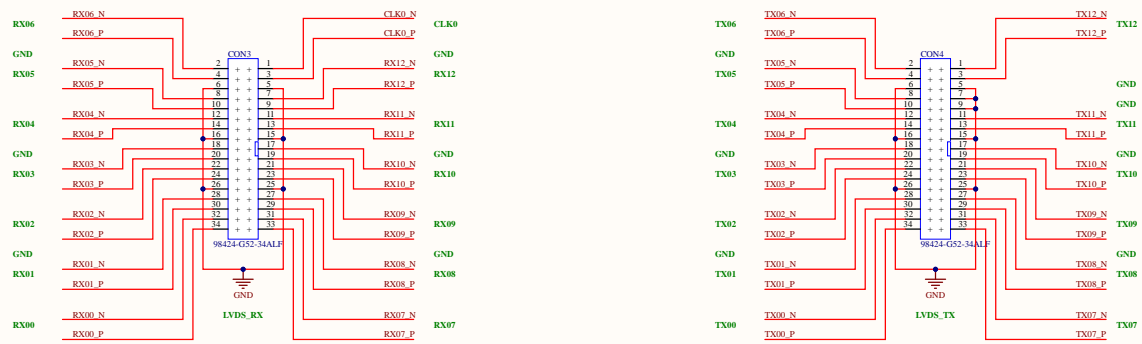 RX06 RX06_N CLK0_N CLK0
RX06_P CLK0_P
GND CON3 GND
RX05 RX05_N 2 1 RX12_N RX12
4 3
RX05_P 6 5 RX12_P
8 7
10 9
RX04_N 12 11 RX11_N
RX04 14 13 RX11
RX04_P 16 15 RX11_P
18 17
GND 20 19 GND
RX03_N 22 21 RX10_N
RX03 24 23 RX10
RX03_P 26 25 RX10_P
28 27
30 29
RX02_N 32 31 RX09_N
RX02 34 33 RX09
RX02_P RX09_P
98424-G52-34ALF
GND GND
RX01_N RX08_N
RX01 RX08
RX01_P RX08_P
GND
RX00_N LVDS_RX RX07_N
RX00 RX07
RX00_P RX07_P
TX06_N TX12_N
TX06 TX12
TX06_P TX12_P
GND CON4
TX05_N 2 1
TX05 4 3
TX05_P 6 5 GND
8 7
10 9 GND
TX04_N 12 11 TX11_N
TX04 14 13 TX11
TX04_P 16 15 TX11_P
18 17
GND 20 19 GND
TX03_N 22 21 TX10_N
TX03 24 23 TX10
TX03_P 26 25 TX10_P
28 27
30 29
TX02_N 32 31 TX09_N
TX02 34 33 TX09
TX02_P TX09_P
98424-G52-34ALF
GND GND
TX01_N TX08_N
TX01 TX08
TX01_P TX08_P
GND
TX00_N LVDS_TX TX07_N
TX00 TX07
TX00_P TX07_P